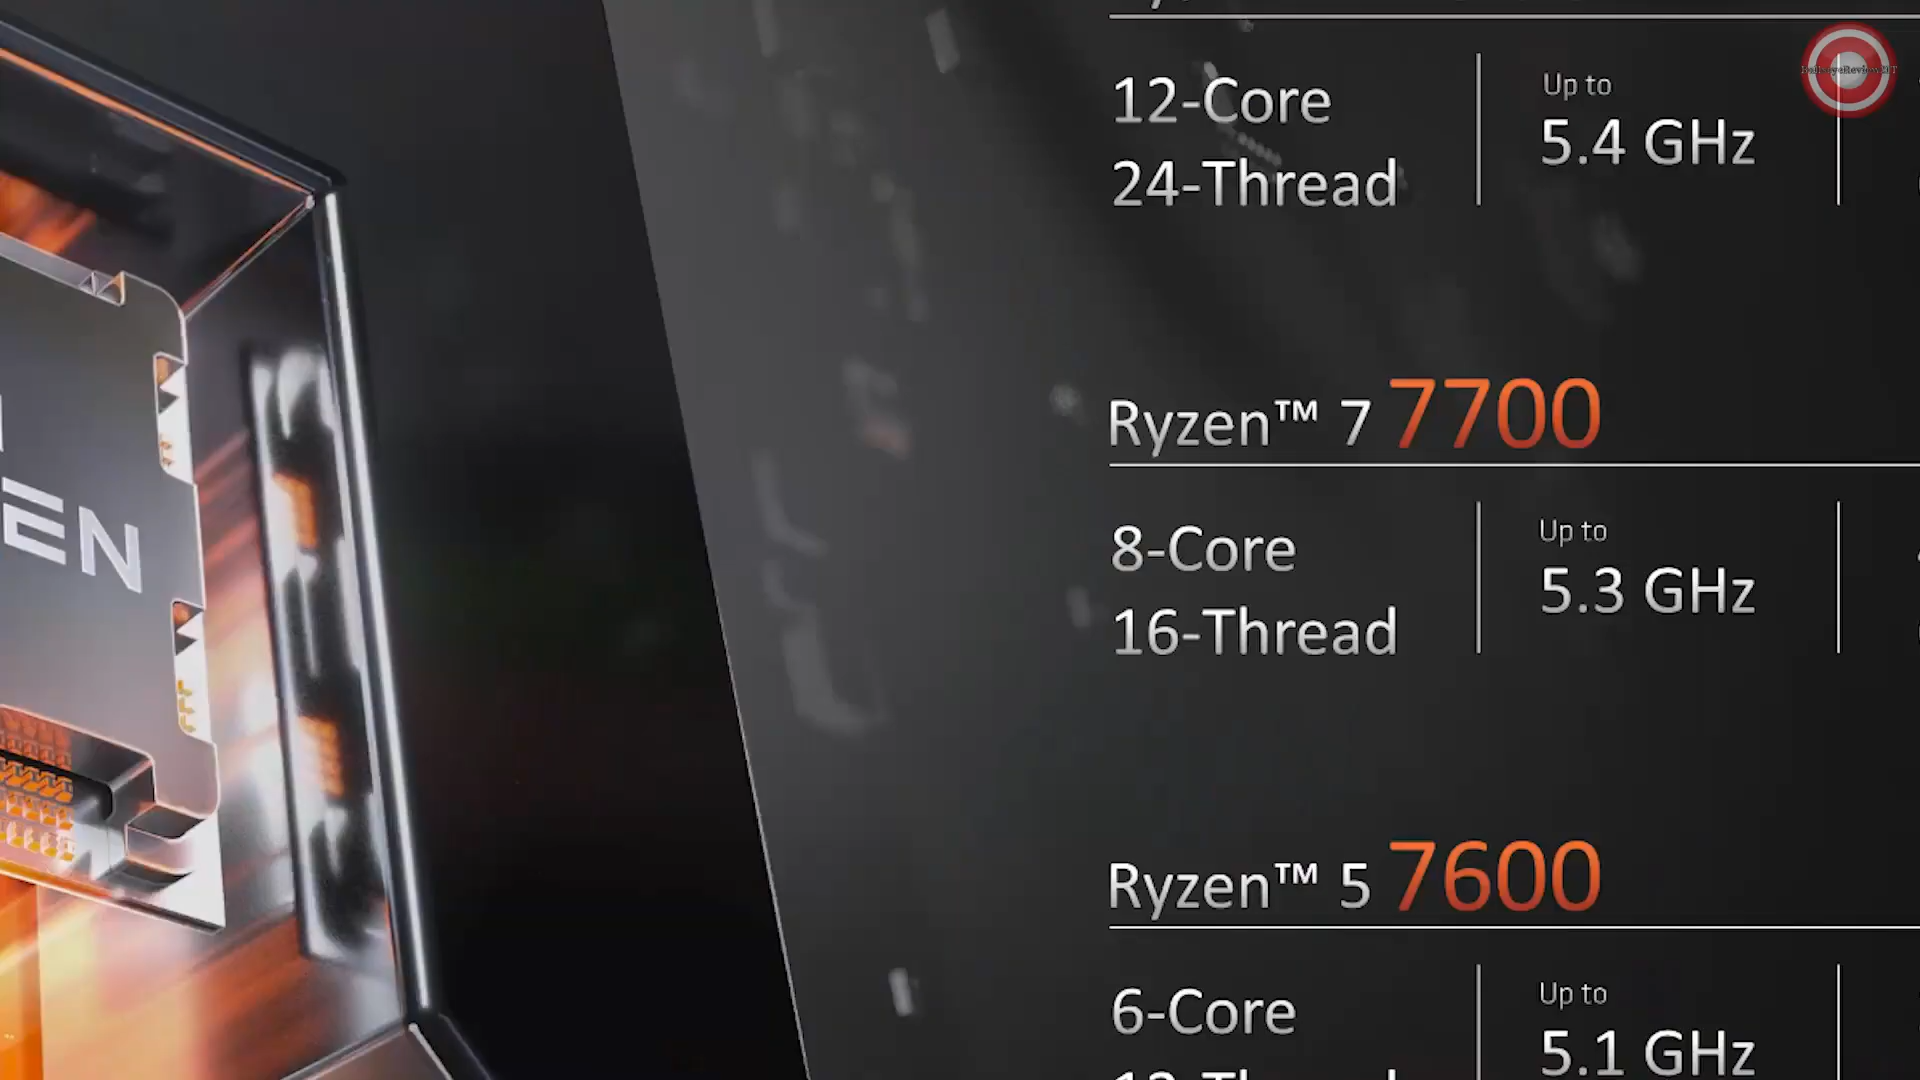 12-Core
24-Thread
Up to
5.4 GHz
Ryzen™ 7 7700
8-Core
16-Thread
Up to
5.3 GHz
Ryzen™ 5 7600
6-Core
Up to
5.1 GHz
EN